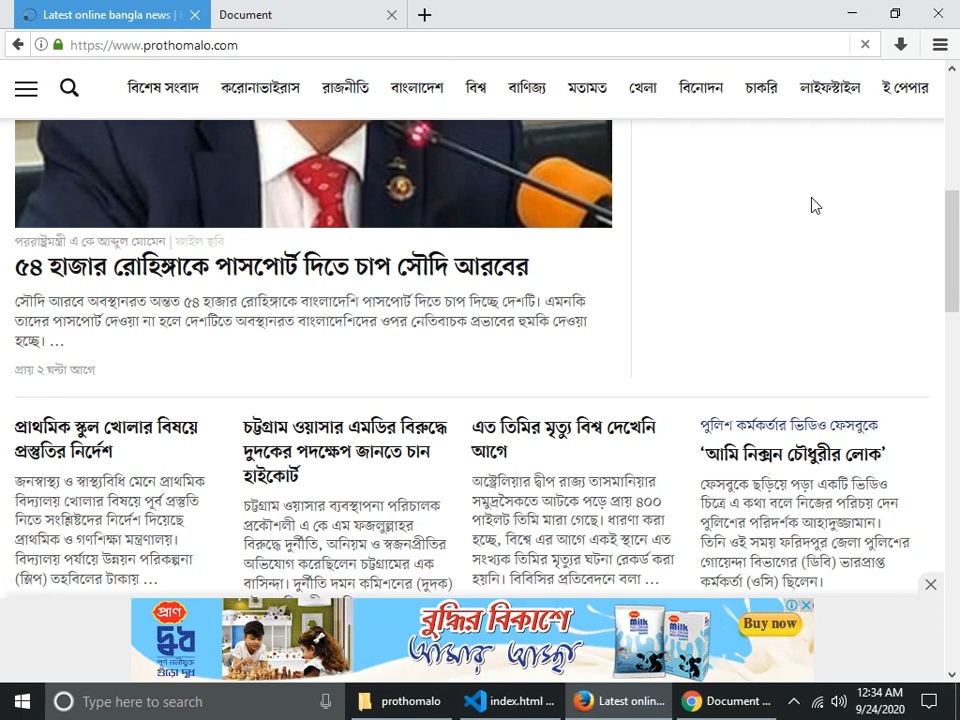 Latest online bangla news |
Document
https://www.prothomalo.com
বিশেষ সংবাদ করোনাভাইরাস রাজনীতি বাংলাদেশ বিশ্ব বাণিজ্য মতামত খেলা বিনোদন চাকরি লাইফস্টাইল ই পেপার
পররাষ্ট্রমন্ত্রী এ কে আব্দুল মোমেন | ফাইল ছবি
৫৪ হাজার রোহিঙ্গাকে পাসপোর্ট দিতে চাপ সৌদি আরবের
সৌদি আরবে অবস্থানরত অন্তত ৫৪ হাজার রোহিঙ্গাকে বাংলাদেশি পাসপোর্ট দিতে চাপ দিচ্ছে দেশটি। এমনকি
তাদের পাসপোর্ট দেওয়া না হলে দেশটিতে অবস্থানরত বাংলাদেশিদের ওপর নেতিবাচক প্রভাবের হুমকি দেওয়া
হচ্ছে। ...
প্রায় ২ ঘন্টা আগে
প্রাথমিক স্কুল খোলার বিষয়ে
প্রস্তুতির নির্দেশ
জনস্বাস্থ্য ও স্বাস্থ্যবিধি মেনে প্রাথমিক
বিদ্যালয় খোলার বিষয়ে পূর্ব প্রস্তুতি
নিতে সংশ্লিষ্টদের নির্দেশ দিয়েছে
প্রাথমিক ও গণশিক্ষা মন্ত্রণালয়।
বিদ্যালয় পর্যায়ে উন্নয়ন পরিকল্পনা
(স্লিপ) তহবিলের টাকায় ...
চট্টগ্রাম ওয়াসার এমডির বিরুদ্ধে
দুদকের পদক্ষেপ জানতে চান
হাইকোর্ট
চট্টগ্রাম ওয়াসার ব্যবস্থাপনা পরিচালক
প্রকৌশলী এ কে এম ফজলুল্লাহর
বিরুদ্ধে দুর্নীতি, অনিয়ম ও স্বজনপ্রীতির
অভিযোগ করেছিলেন চট্টগ্রামের এক
বাসিন্দা। দুর্নীতি দমন কমিশনের (দুদক)
এত তিমির মৃত্যু বিশ্ব দেখেনি
আগে
অস্ট্রেলিয়ার দ্বীপ রাজ্য তাসমানিয়ার
সমুদ্রসৈকতে আটকে পড়ে প্রায় ৪০০
পাইলট তিমি মারা গেছে। ধারণা করা
হচ্ছে, বিশ্বে এর আগে একই স্থানে এত
সংখ্যক তিমির মৃত্যুর ঘটনা রেকর্ড করা
হয়নি। বিবিসির প্রতিবেদনে বলা ...
পুলিশ কর্মকর্তার ভিডিও ফেসবুকে
‘আমি নিক্সন চৌধুরীর লোক’
ফেসবুকে ছড়িয়ে পড়া একটি ভিডিও
চিত্রে এ কথা বলে নিজের পরিচয় দেন
পুলিশের পরিদর্শক আহাদুজ্জামান।
তিনি ওই সময় ফরিদপুর জেলা পুলিশের
গোয়েন্দা বিভাগের (ডিবি) ভারপ্রাপ্ত
কর্মকর্তা (ওসি) ছিলেন।
প্রাণ
দুধ
পূর্ণ ননীযুক্ত
গুঁড়ো দুধ
বুদ্ধির বিকাশে
আমার আস্থা
Milk
Milk
Buy now
Type here to search
prothomalo
index.html ...
Latest onlin...
Document ...
12:34 AM
9/24/2020